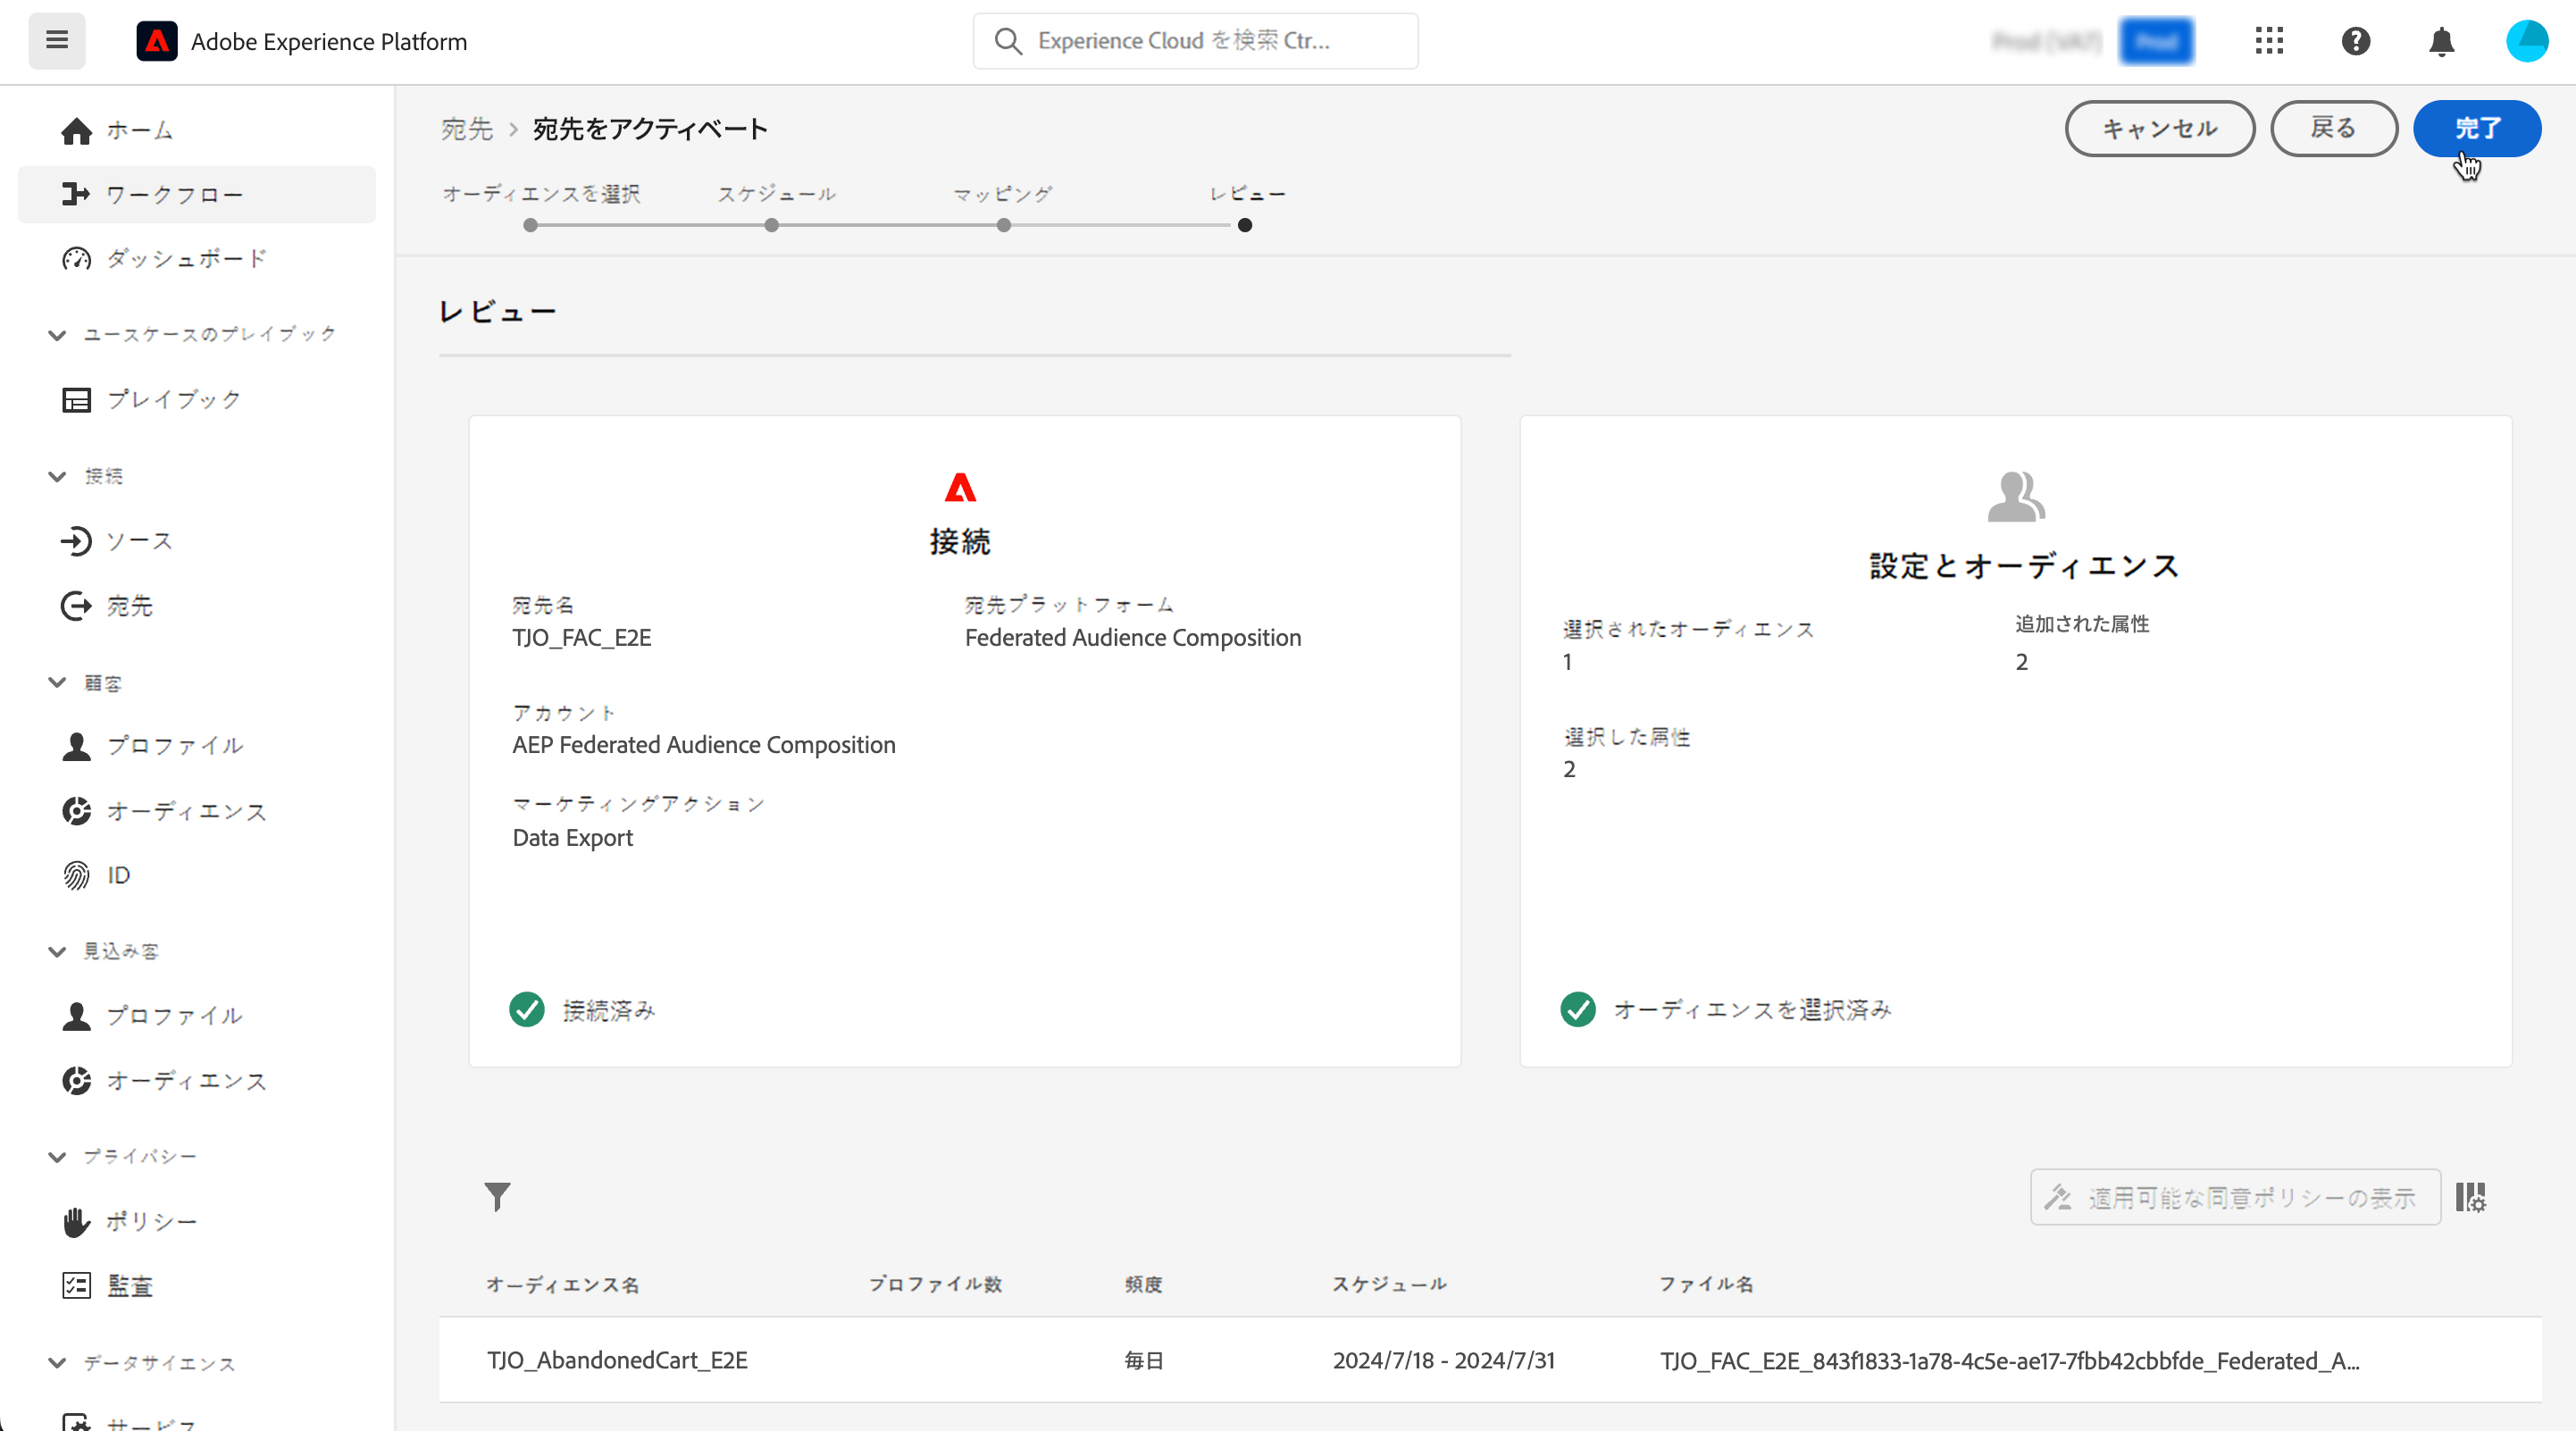 Adobe Experience Platform
Experience Cloud を検索 Ctr...
ホーム
ワークフロー
ダッシュボード
ユースケースのプレイブック
プレイブック
接続
ソース
宛先
顧客
プロファイル
オーディエンス
ID
見込み客
プロファイル
オーディエンス
プライバシー
ポリシー
監査
データサイエンス
サービス
宛先 > 宛先をアクティベート
キャンセル
戻る
完了
オーディエンスを選択
スケジュール
マッピング
レビュー
レビュー
接続
宛先名
TJO_FAC_E2E
宛先プラットフォーム
Federated Audience Composition
アカウント
AEP Federated Audience Composition
マーケティングアクション
Data Export
接続済み
設定とオーディエンス
選択されたオーディエンス
1
追加された属性
2
選択した属性
2
オーディエンスを選択済み
適用可能な同意ポリシーの表示
オーディエンス名 プロファイル数 頻度 スケジュール ファイル名
TJO_AbandonedCart_E2E 毎日 2024/7/18 - 2024/7/31 TJO_FAC_E2E_843f1833-1a78-4c5e-ae17-7fbb42cbbfde_Federated_A...